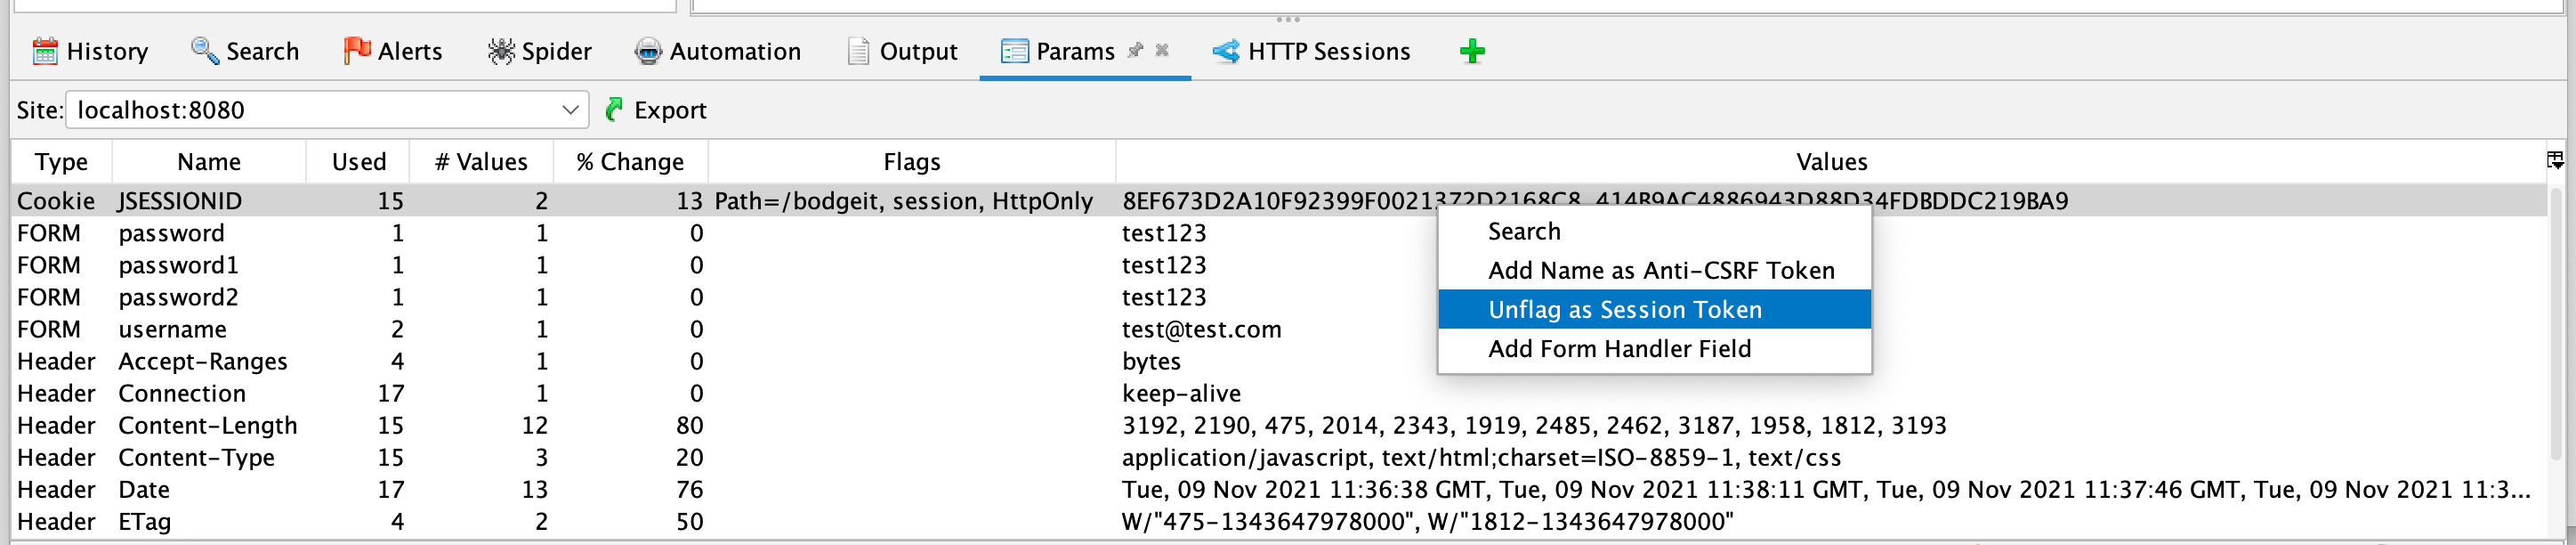 History Search Alerts Spider Automation Output Params HTTP Sessions
Site: localhost:8080 Export
Type Name Used # Values % Change Flags Values
Cookie JSESSIONID 15 2 13 Path=/bodgeit, session, HttpOnly 8EF673D2A10F92399F0021372D2168C8, 414B9AC4886943D88D34FDBDDC219BA9
FORM password 1 1 0 test123
Search
FORM password1 1 1 0 test123
Add Name as Anti-CSRF Token
FORM password2 1 1 0 test123
Unflag as Session Token
FORM username 2 1 0 test@test.com
Add Form Handler Field
Header Accept-Ranges 4 1 0 bytes
Header Connection 17 1 0 keep-alive
Header Content-Length 15 12 80 3192, 2190, 475, 2014, 2343, 1919, 2485, 2462, 3187, 1958, 1812, 3193
Header Content-Type 15 3 20 application/javascript, text/html;charset=ISO-8859-1, text/css
Header Date 17 13 76 Tue, 09 Nov 2021 11:36:38 GMT, Tue, 09 Nov 2021 11:38:11 GMT, Tue, 09 Nov 2021 11:37:46 GMT, Tue, 09 Nov 2021 11:3...
Header ETag 4 2 50 W/"475-1343647978000", W/"1812-1343647978000"